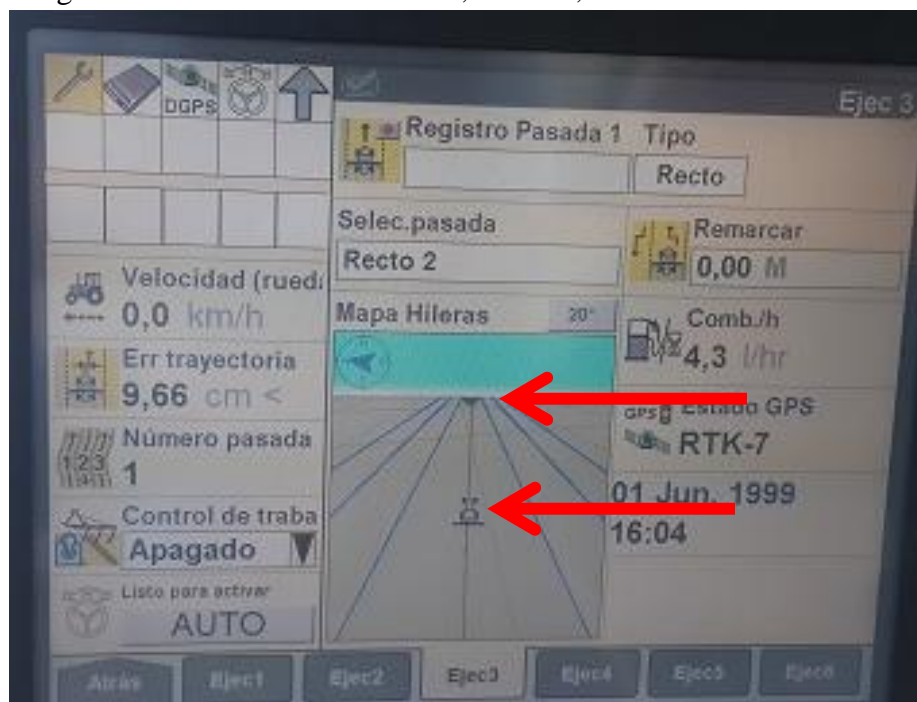 DGPS
Ejec 3
Registro Pasada 1
Tipo
Recto
Selec.pasada
Recto 2
Remarcar
0,00 M
Velocidad (rued
0,0 km/h
Mapa Hileras
20°
Comb./h
4,3 l/hr
Err trayectoria
9,66 cm <
GPS
Estado GPS
RTK-7
Número pasada
123
1
01 Jun. 1999
16:04
Control de traba
Apagado
Listo para activar
AUTO
Atrás
Ejec1
Ejec2
Ejec3
Ejec4
Ejec5
Ejec6